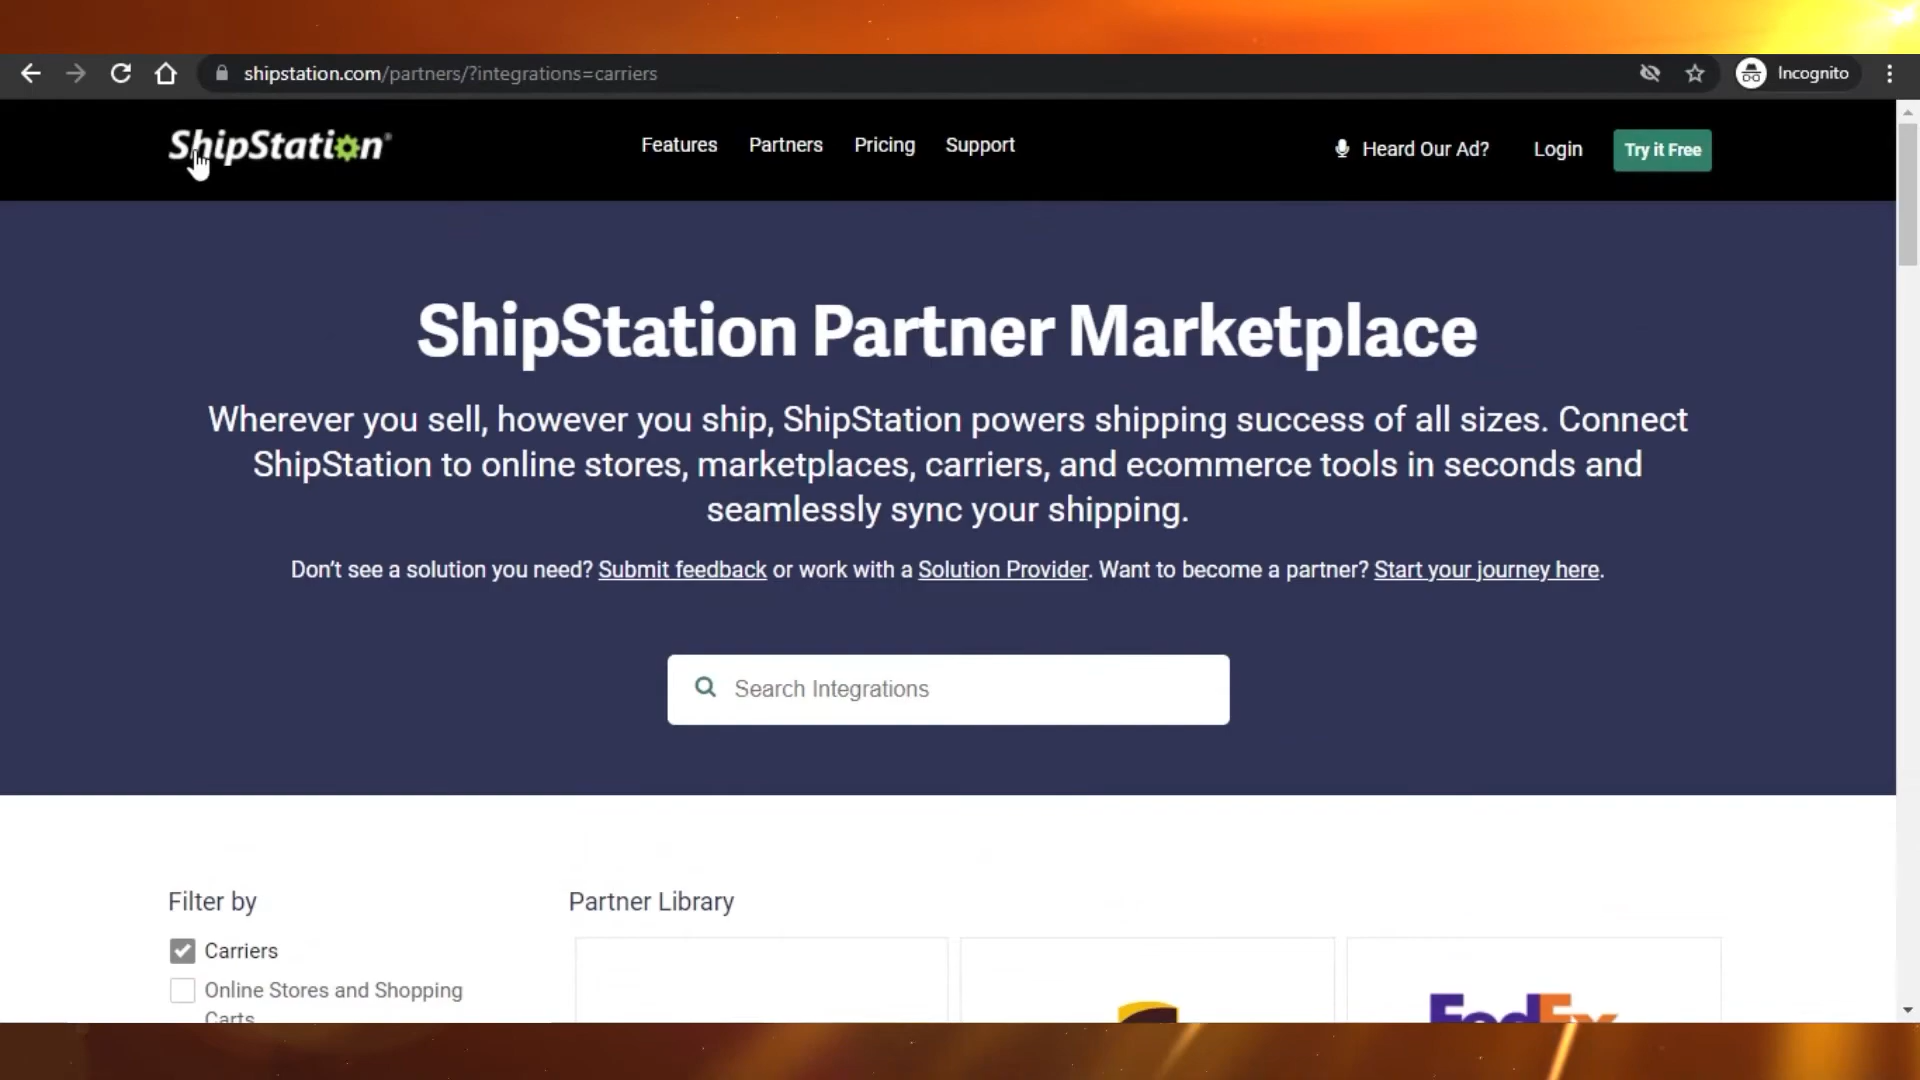 shipstation.com/partners/?integrations=carriers
Incognito
ShipStation®
Features
Partners
Pricing
Support
Heard Our Ad?
Login
Try it Free
ShipStation Partner Marketplace
Wherever you sell, however you ship, ShipStation powers shipping success of all sizes. Connect
ShipStation to online stores, marketplaces, carriers, and ecommerce tools in seconds and
seamlessly sync your shipping.
Don't see a solution you need? Submit feedback or work with a Solution Provider. Want to become a partner? Start your journey here.
Search Integrations
Filter by
Partner Library
Carriers
Online Stores and Shopping
Carts
FedEx